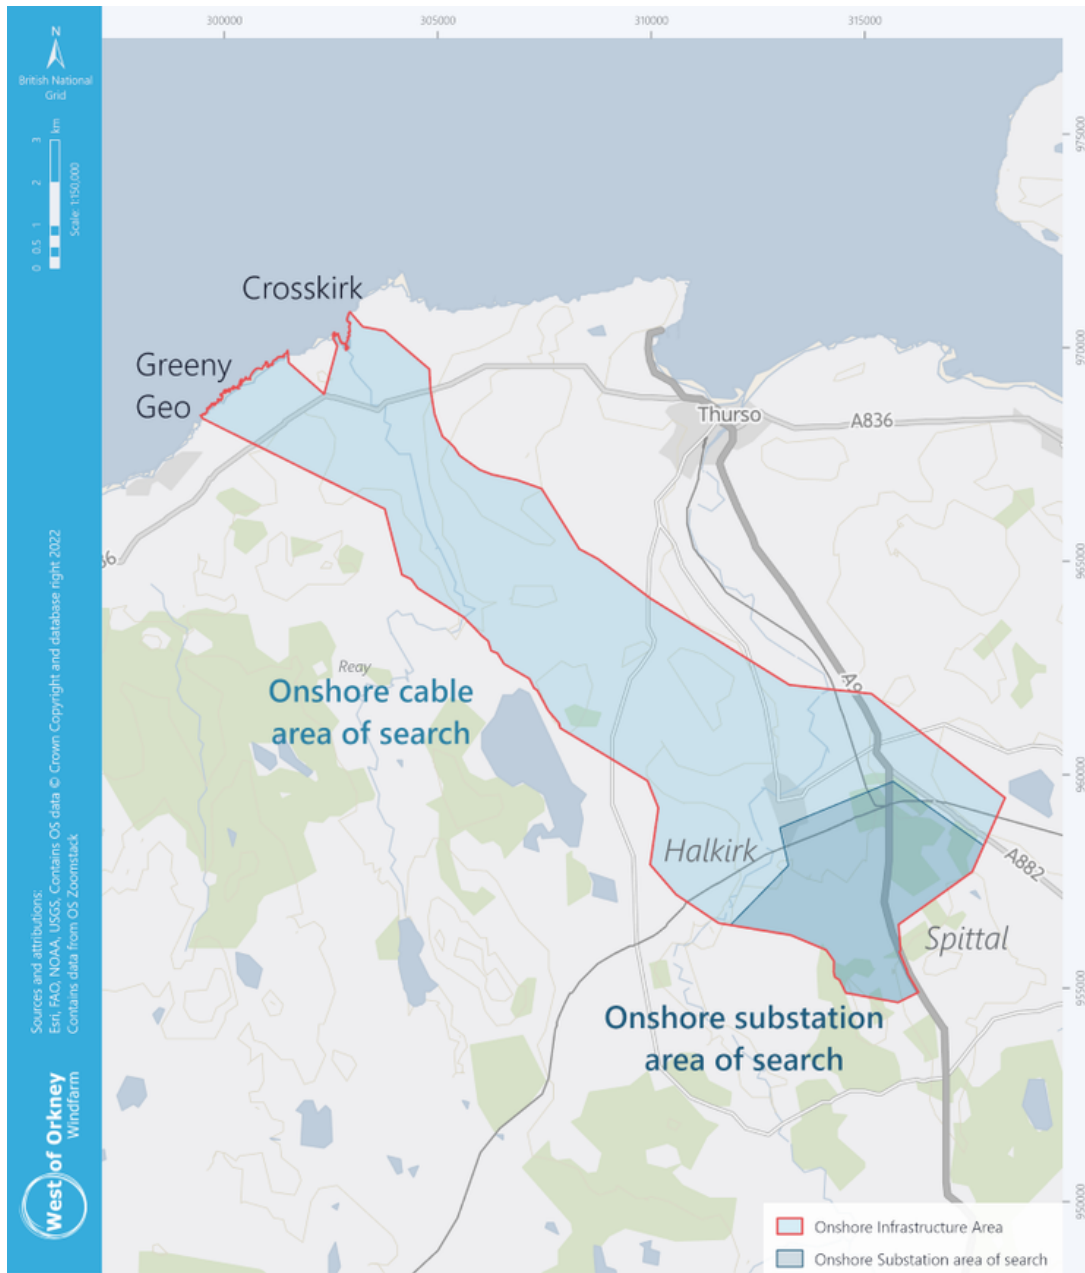 300000
305000
310000
315000
N
British National
Grid
0 0.5 1 2 3 km
Scale: 1:150,000
975000
970000
965000
960000
955000
950000
Crosskirk
Greeny
Geo
Thurso
A836
36
Reay
Onshore cable
area of search
A9
Halkirk
A882
Spittal
Onshore substation
area of search
Sources and attributions:
Esri, FAO, NOAA, USGS, Contains OS data © Crown Copyright and database right 2022
Contains data from OS Zoomstack
West of Orkney
Windfarm
Onshore Infrastructure Area
Onshore Substation area of search